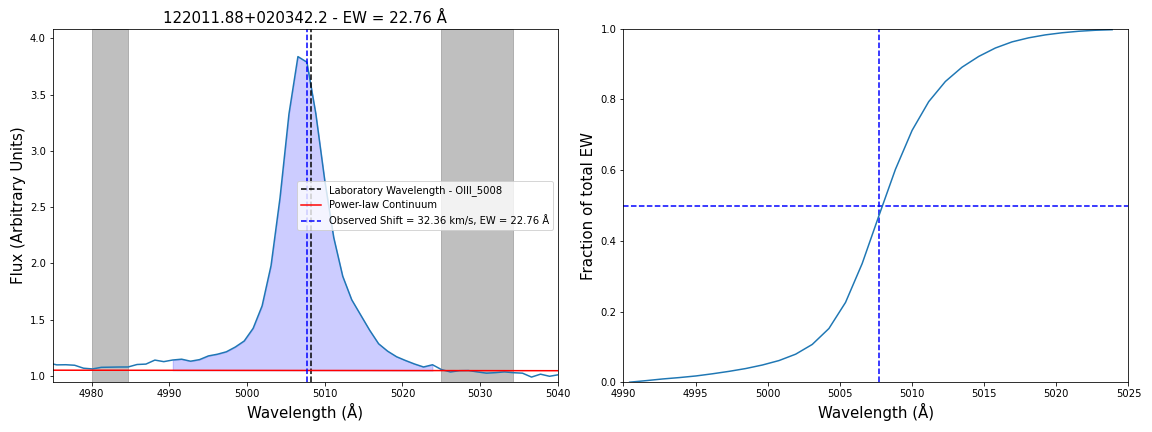 122011.88+020342.2 - EW = 22.76 Å
Flux (Arbitrary Units)
4.0
3.5
3.0
2.5
2.0
1.5
1.0
Laboratory Wavelength - OIII_5008
Power-law Continuum
Observed Shift = 32.36 km/s, EW = 22.76 Å
4980 4990 5000 5010 5020 5030 5040
Wavelength (Å)
Fraction of total EW
1.0
0.8
0.6
0.4
0.2
0.0
4990 4995 5000 5005 5010 5015 5020 5025
Wavelength (Å)